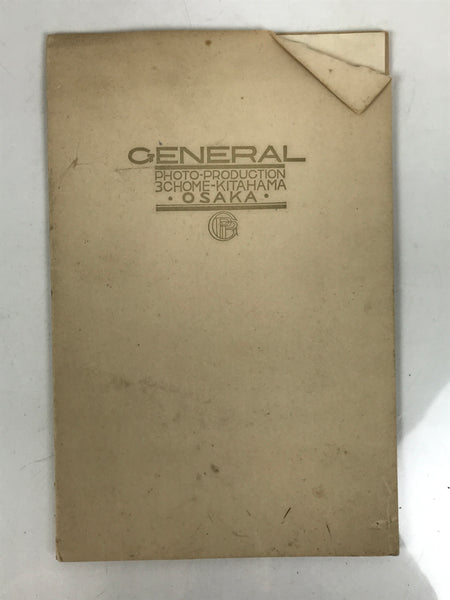 GENERAL
PHOTO-PRODUCTION
3CHOME-KITAHAMA
· OSAKA ·